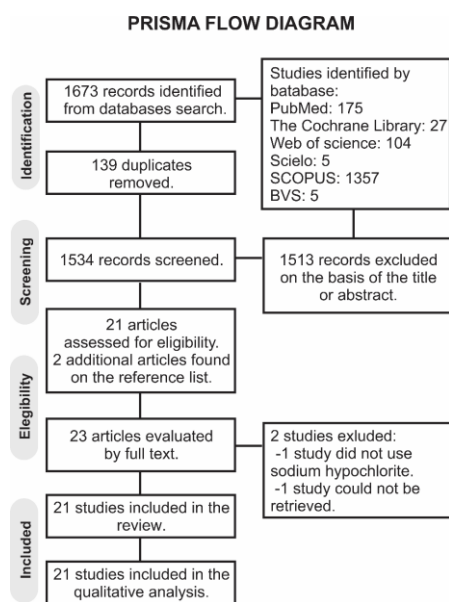 PRISMA FLOW DIAGRAM
Identification
1673 records identified
from databases search.
139 duplicates
removed.
Studies identified by
batabase:
PubMed: 175
The Cochrane Library: 27
Web of science: 104
Scielo: 5
SCOPUS: 1357
BVS: 5
Screening
1534 records screened.
1513 records excluded
on the basis of the title
or abstract.
Elegibility
21 articles
assessed for eligibility.
2 additional articles found
on the reference list.
23 articles evaluated
by full text.
2 studies exluded:
-1 study did not use
sodium hypochlorite.
-1 study could not be
retrieved.
Included
21 studies included in the
review.
21 studies included in the
qualitative analysis.